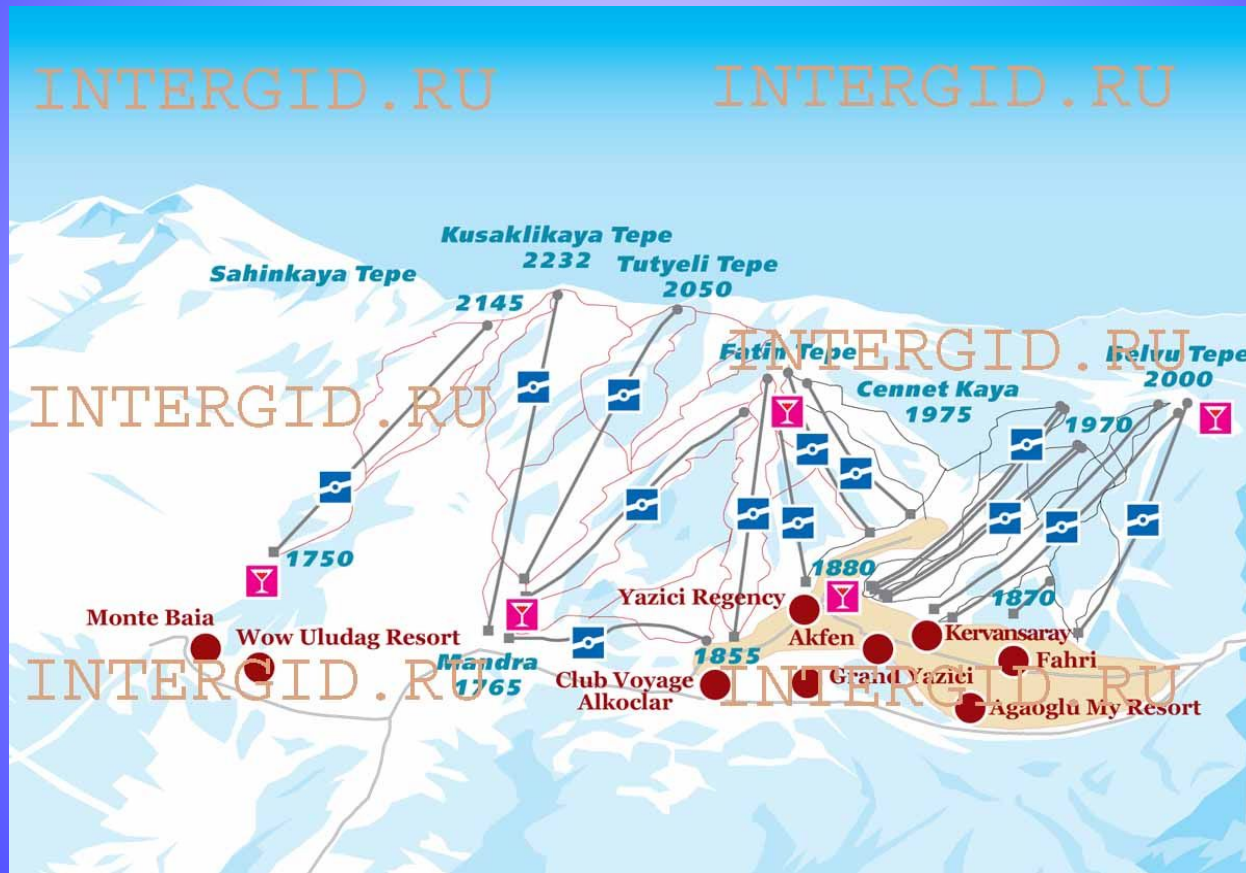 INTERGID.RU
INTERGID.RU
Kusaklikaya Tepe
2232
Sahinkaya Tepe
2145
Tutyeli Tepe
2050
INTERGID.RU
Fatin Tepe
Belvu Tepe
2000
Cennet Kaya
1975
INTERGID.RU
1970
1750
1880
1870
Yazici Regency
Monte Baia
Wow Uludag Resort
Akfen
Kervansaray
Mandra
1765
1855
Fahri
INTERGID.RU
Club Voyage
Alkoclar
Grand Yazici
INTERGID.RU
Agaoglu My Resort